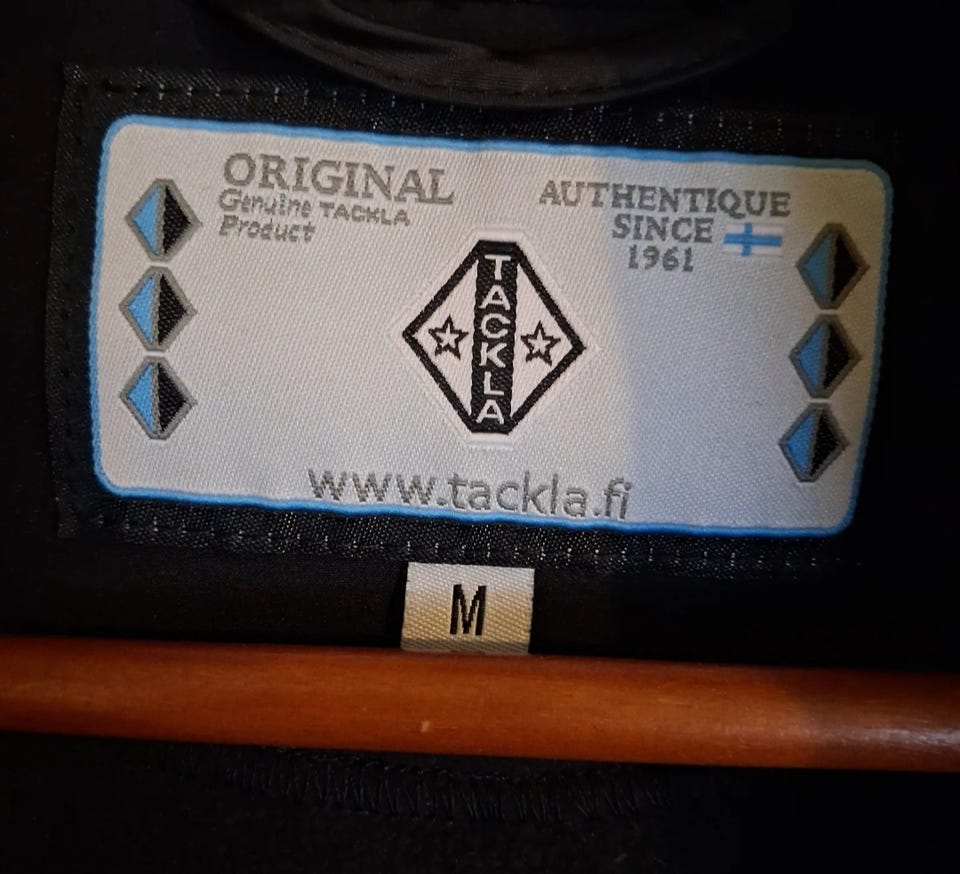 ORIGINAL
Genuine TACKLA
Product
AUTHENTIQUE
SINCE
1961
TACKLA
www.tackla.fi
M